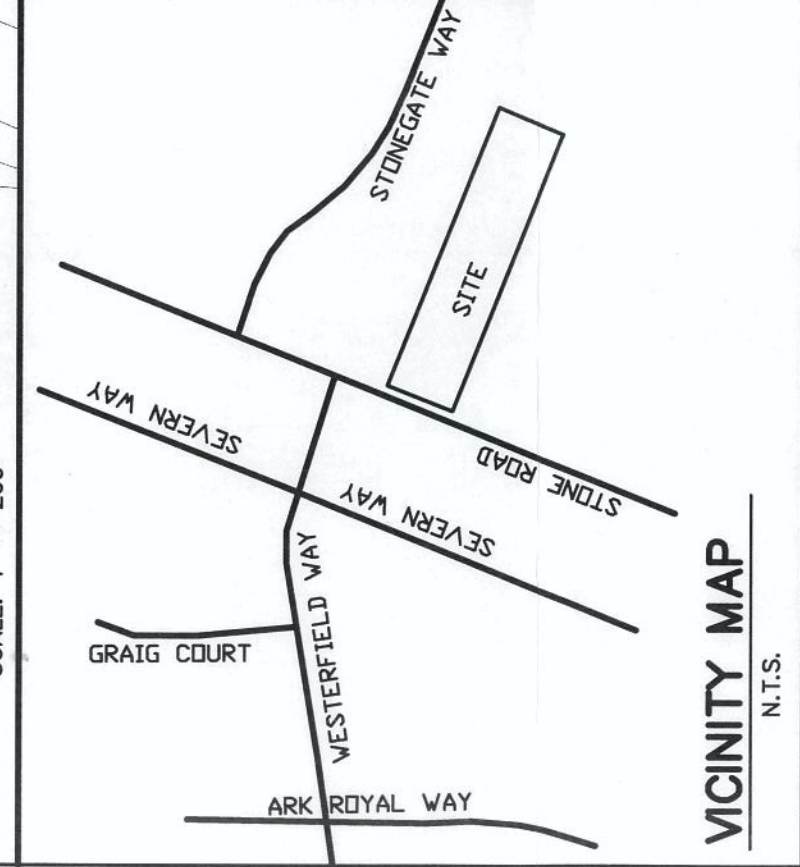 STONEGATE WAY
SITE
SEVERN WAY
STONE ROAD
SEVERN WAY
WESTERFIELD WAY
GRAIG COURT
ARK ROYAL WAY
VICINITY MAP
N.T.S.